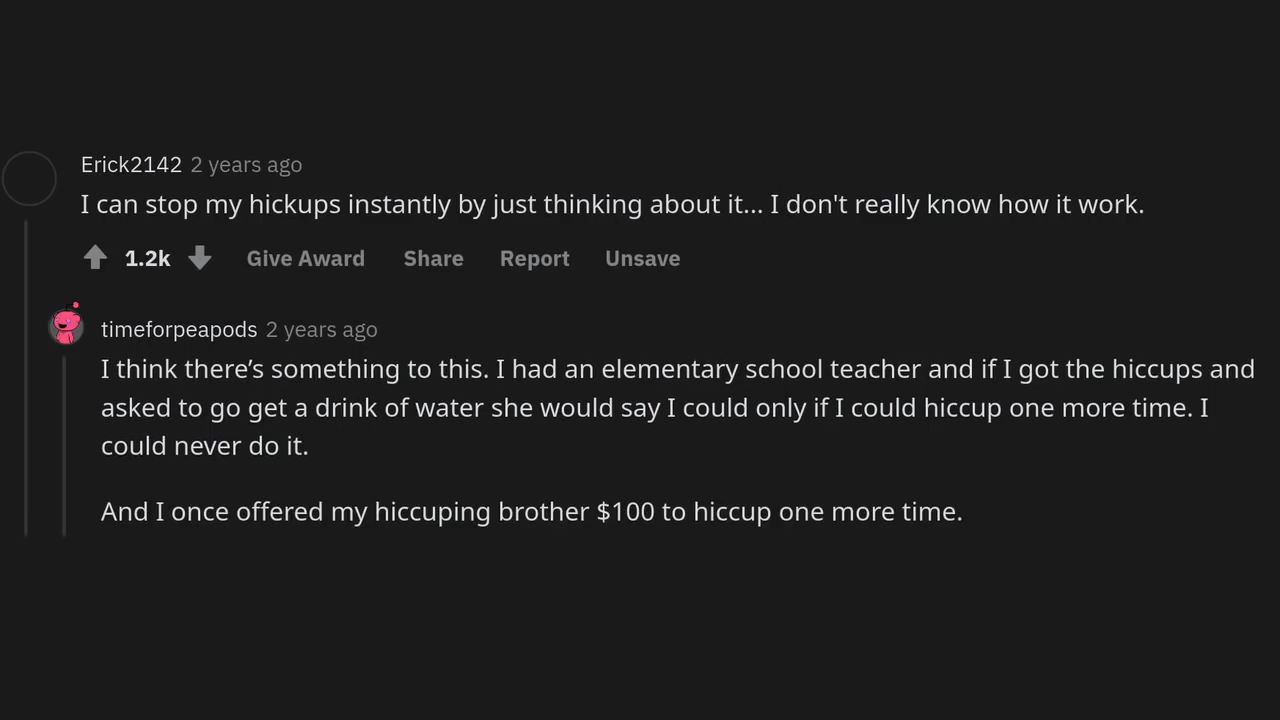 Erick2142 2 years ago
I can stop my hickups instantly by just thinking about it... I don't really know how it work.
1.2k Give Award Share Report Unsave
timeforpeapods 2 years ago
I think there’s something to this. I had an elementary school teacher and if I got the hiccups and
asked to go get a drink of water she would say I could only if I could hiccup one more time. I
could never do it.
And I once offered my hiccuping brother $100 to hiccup one more time.